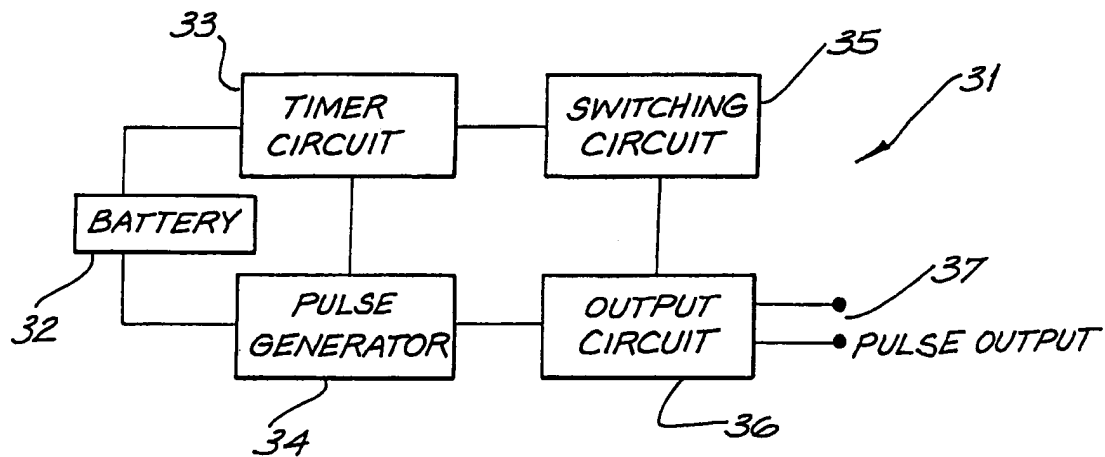 33
35
31
TIMER
CIRCUIT
SWITCHING
CIRCUIT
BATTERY
32
PULSE
GENERATOR
OUTPUT
CIRCUIT
37
PULSE OUTPUT
34
36